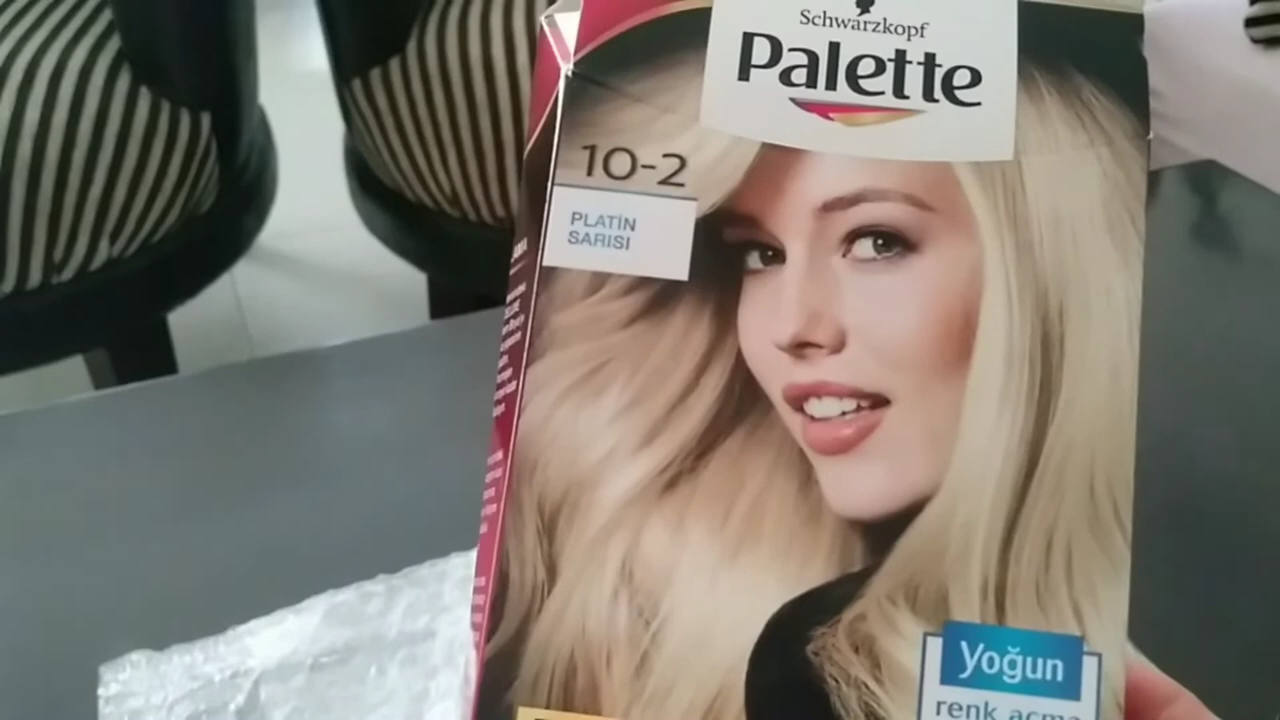 Schwarzkopf
Palette
10-2
PLATİN
SARISI
Yoğun
renk açma